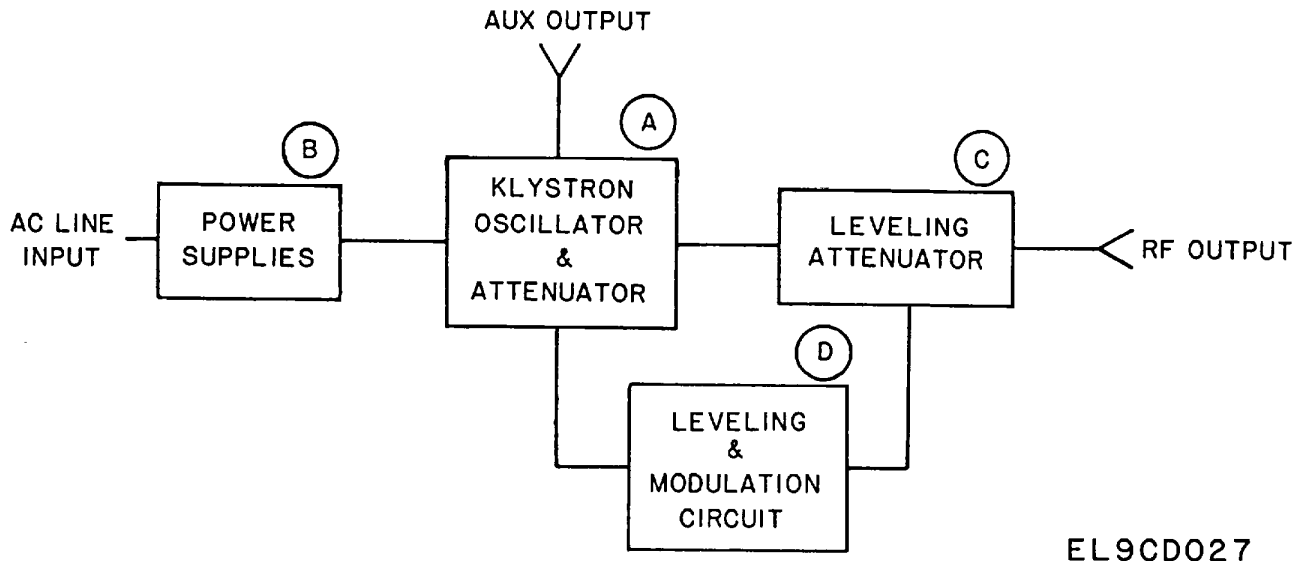 AUX OUTPUT
A
B
C
KLYSTRON
OSCILLATOR
&
ATTENUATOR
AC LINE
INPUT
POWER
SUPPLIES
LEVELING
ATTENUATOR
RF OUTPUT
D
LEVELING
&
MODULATION
CIRCUIT
EL9CD027